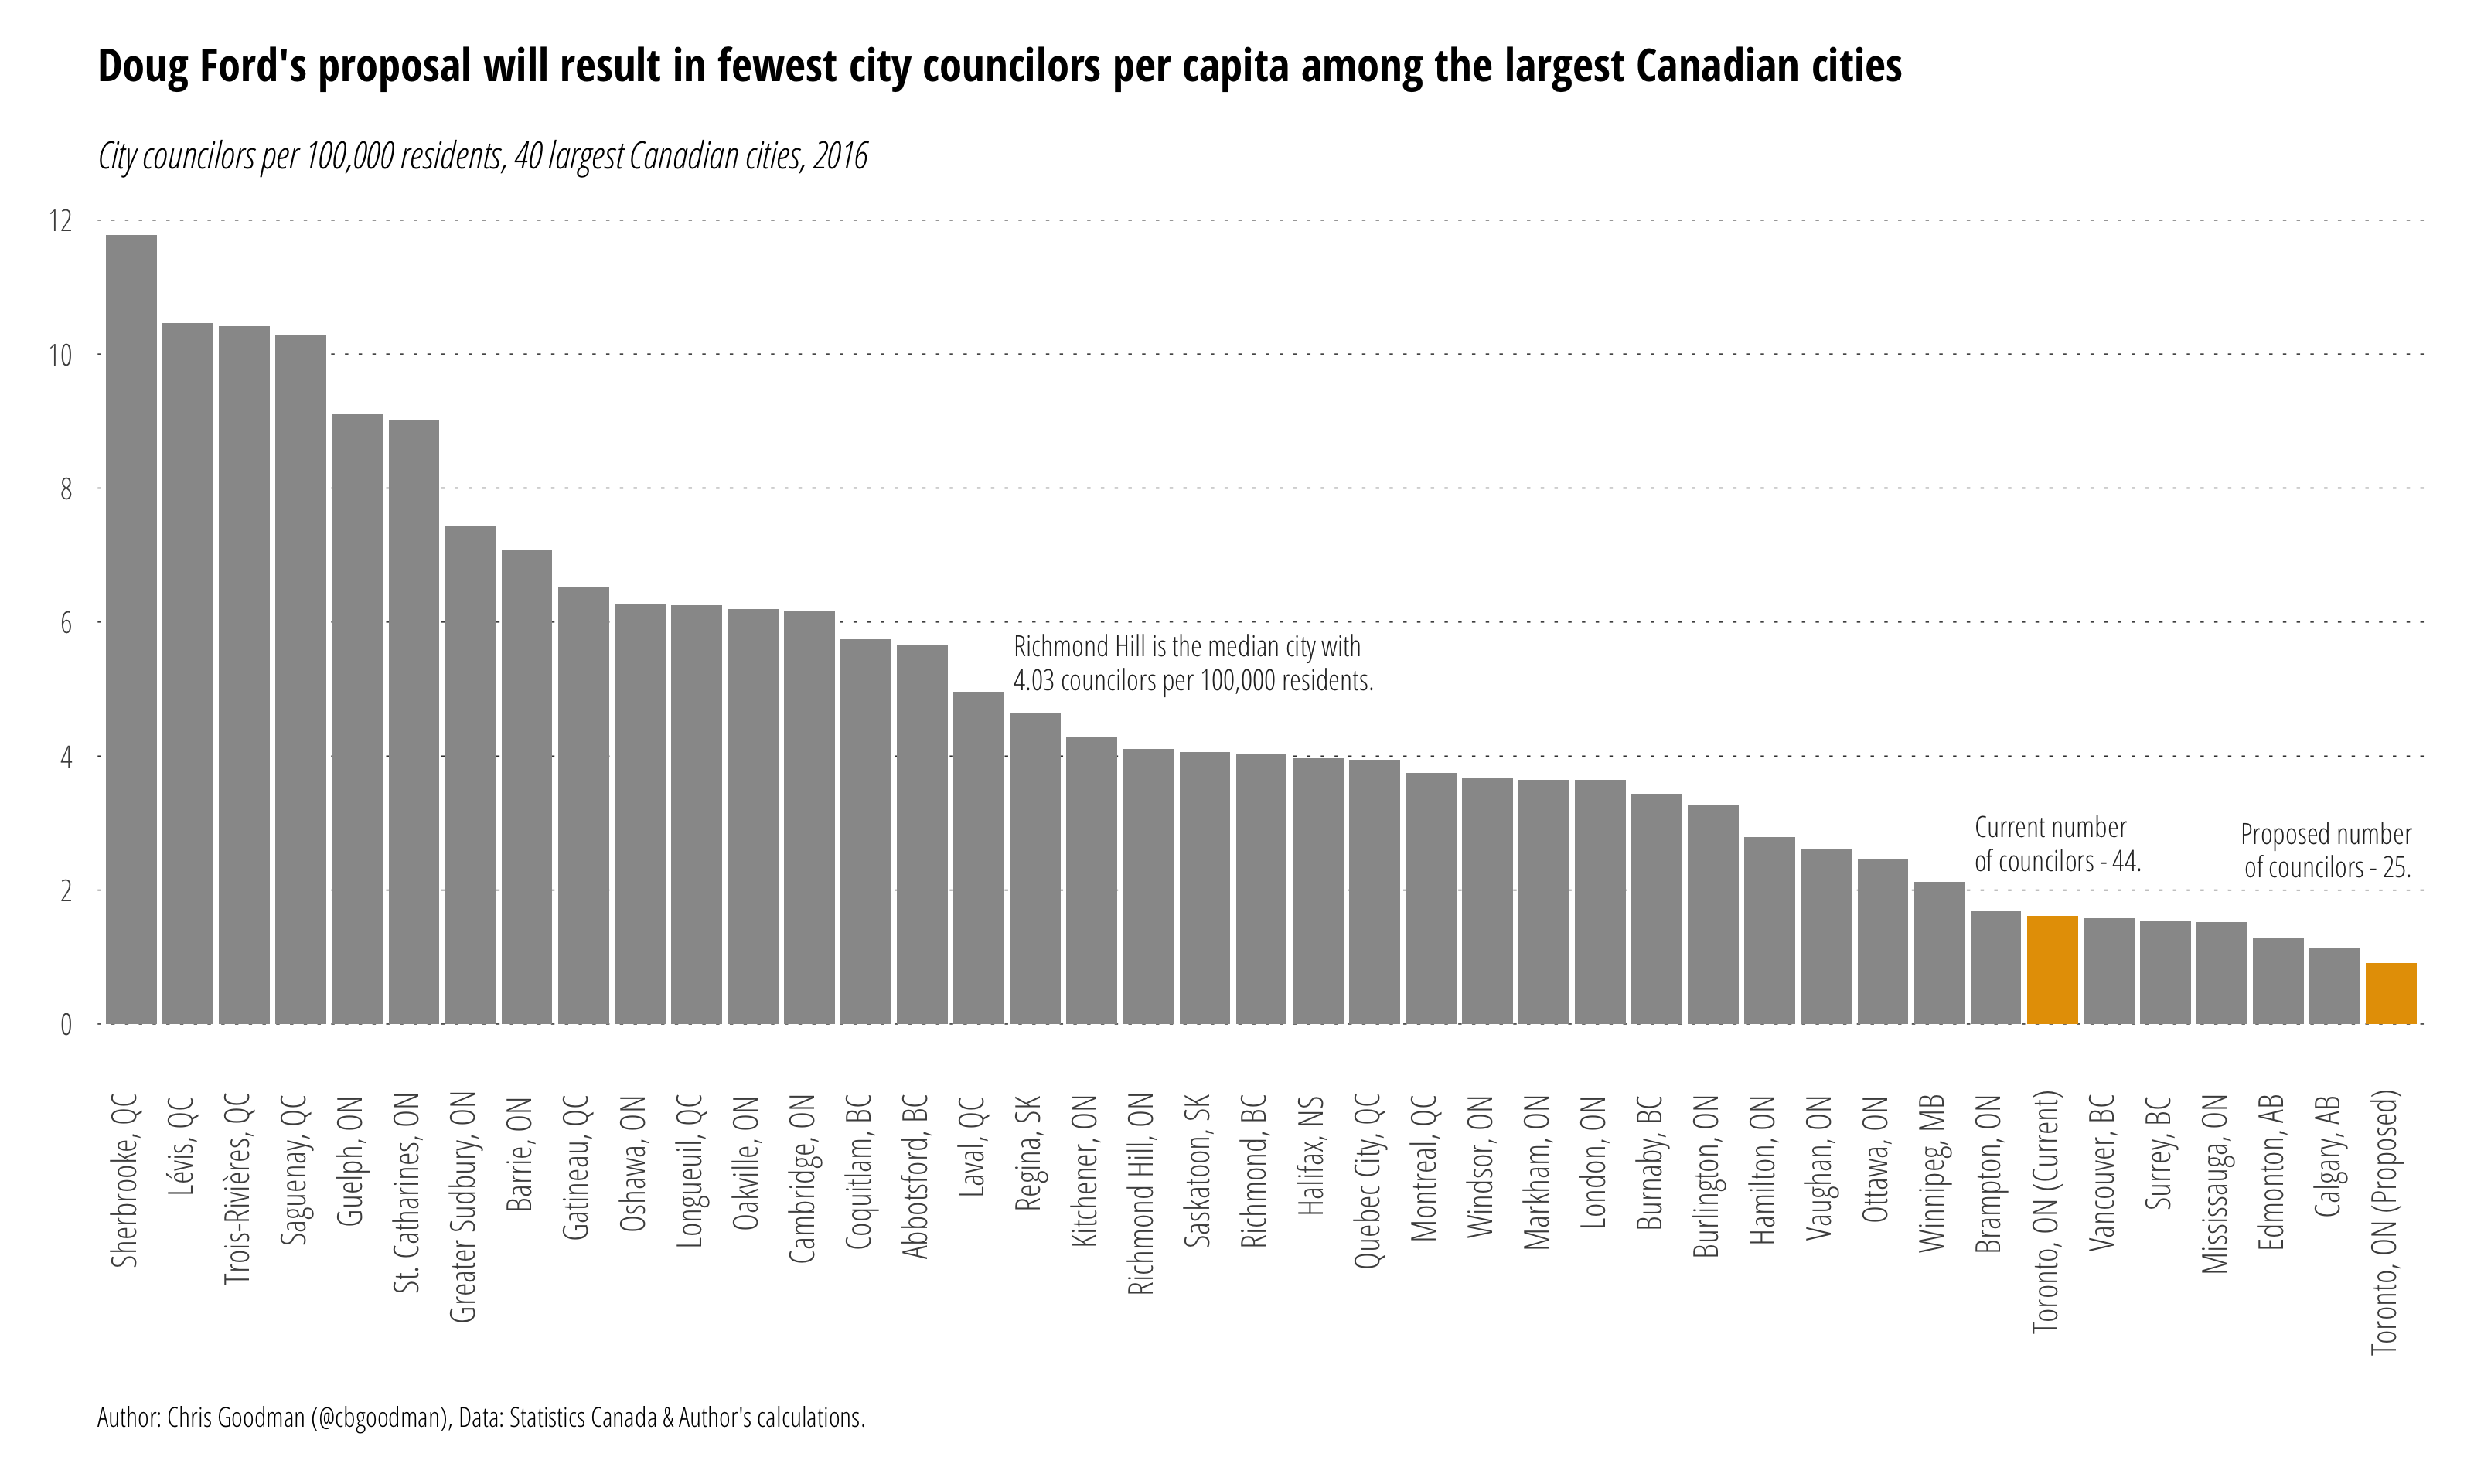 Doug Ford's proposal will result in fewest city councilors per capita among the largest Canadian cities
City councilors per 100,000 residents, 40 largest Canadian cities, 2016
12
10
8
6
4
2
0
Richmond Hill is the median city with
4.03 councilors per 100,000 residents.
Current number
of councilors - 44.
Proposed number
of councilors - 25.
Sherbrooke, QC
Lévis, QC
Trois-Rivières, QC
Saguenay, QC
Guelph, ON
St. Catharines, ON
Greater Sudbury, ON
Barrie, ON
Gatineau, QC
Oshawa, ON
Longueuil, QC
Oakville, ON
Cambridge, ON
Coquitlam, BC
Abbotsford, BC
Laval, QC
Regina, SK
Kitchener, ON
Richmond Hill, ON
Saskatoon, SK
Richmond, BC
Halifax, NS
Quebec City, QC
Montreal, QC
Windsor, ON
Markham, ON
London, ON
Burnaby, BC
Burlington, ON
Hamilton, ON
Vaughan, ON
Ottawa, ON
Winnipeg, MB
Brampton, ON
Toronto, ON (Current)
Vancouver, BC
Surrey, BC
Mississauga, ON
Edmonton, AB
Calgary, AB
Toronto, ON (Proposed)
Author: Chris Goodman (@cbgoodman), Data: Statistics Canada & Author's calculations.